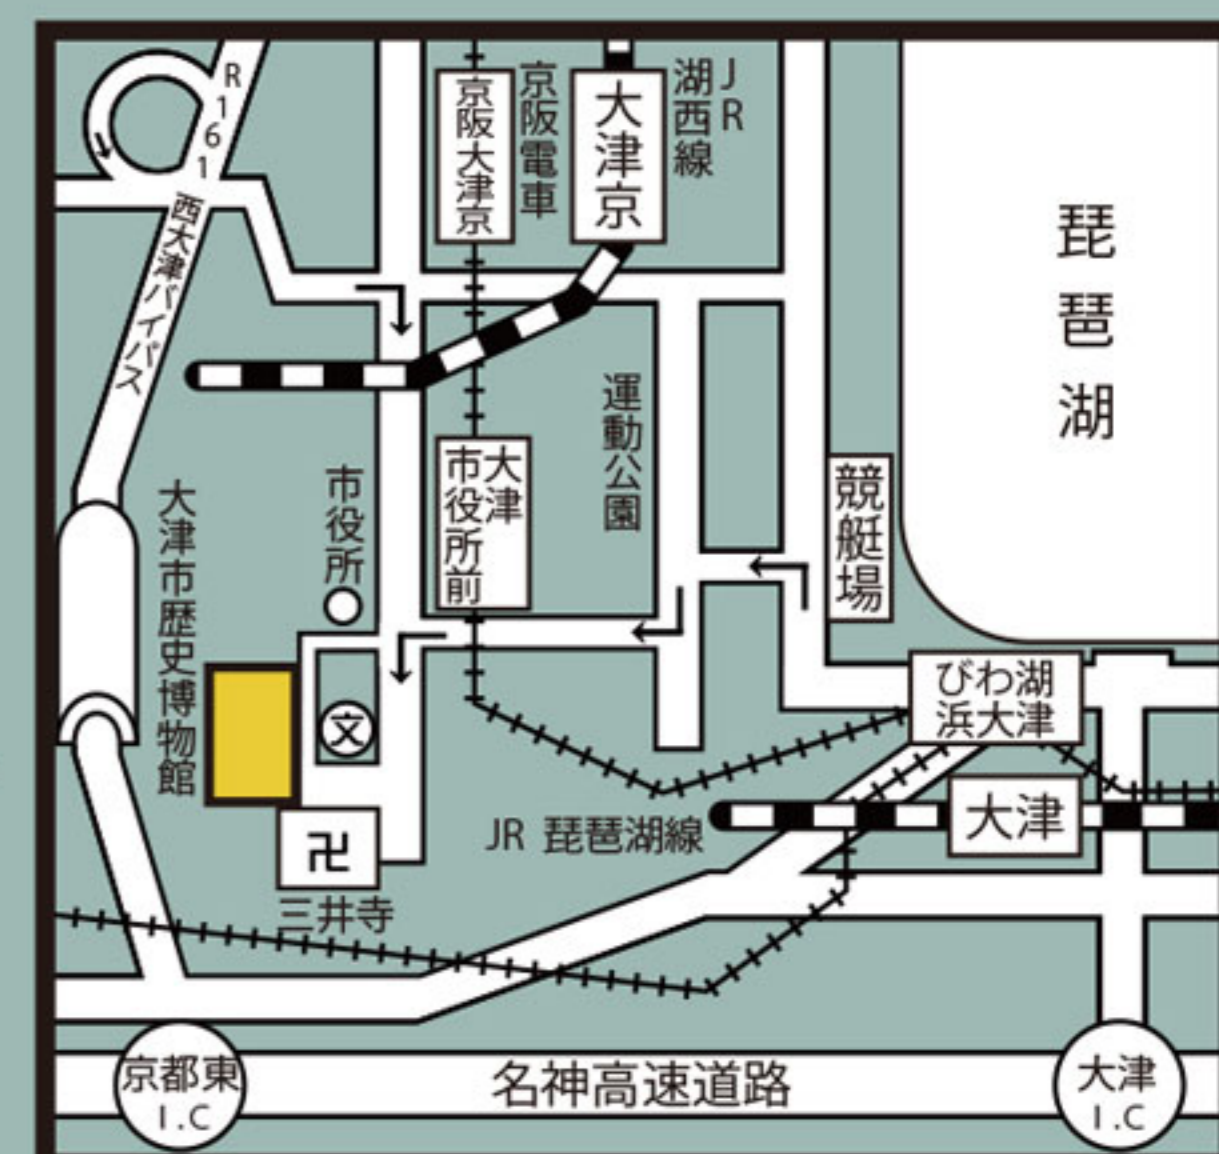 R161
西大津バイパス
京阪大津京
京阪電車
大津京
JR
湖西線
琵琶湖
運動公園
大津
市役所前
市役所
大津市歴史博物館
文
卍
三井寺
競艇場
びわ湖
浜大津
大津
JR 琵琶湖線
京都東
I.C
名神高速道路
大津
I.C